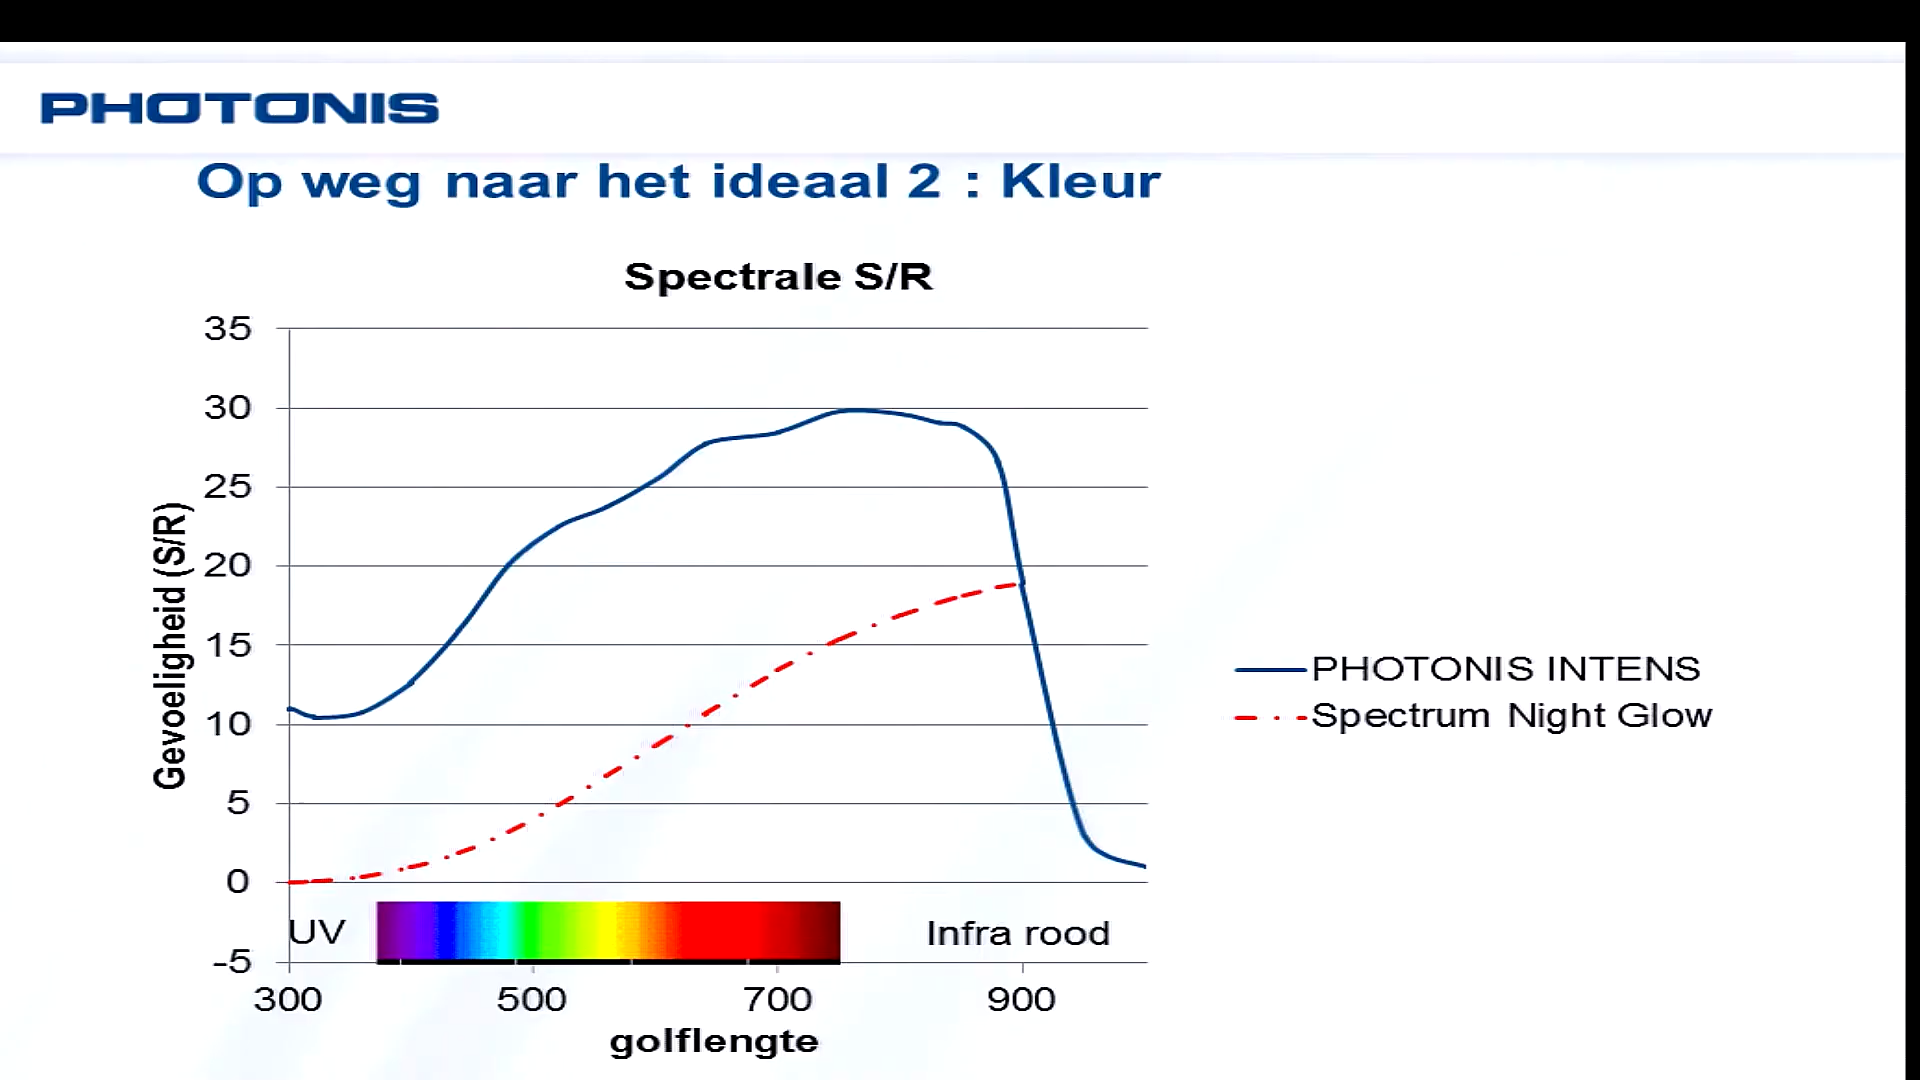 PHOTONIS
Op weg naar het ideaal 2 : Kleur
Spectrale S/R
35
30
25
20
15
10
5
0
-5
Gevoeligheid (S/R)
UV
Infra rood
300 500 700 900
golflengte
PHOTONIS INTENS
Spectrum Night Glow